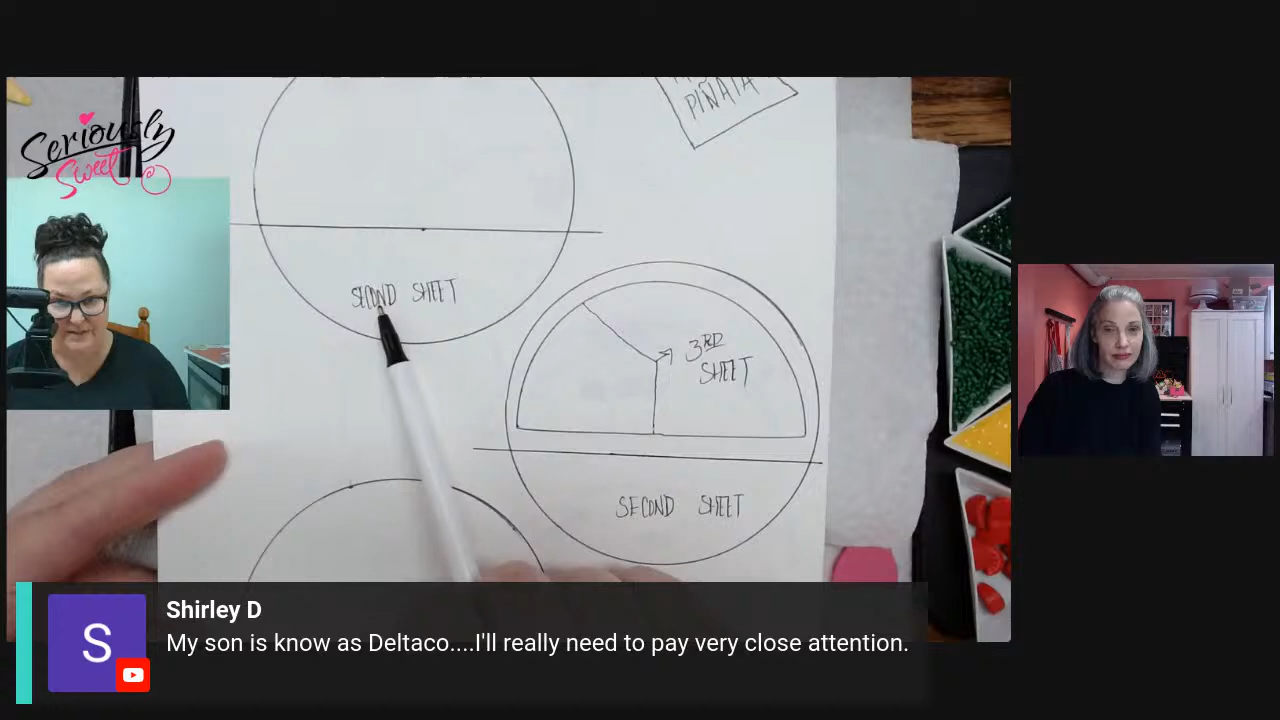 Seriously
Sweet
PIÑATA
SECOND SHEET
3RD
SHEET
SECOND SHEET
S
Shirley D
My son is know as Deltaco....I'll really need to pay very close attention.